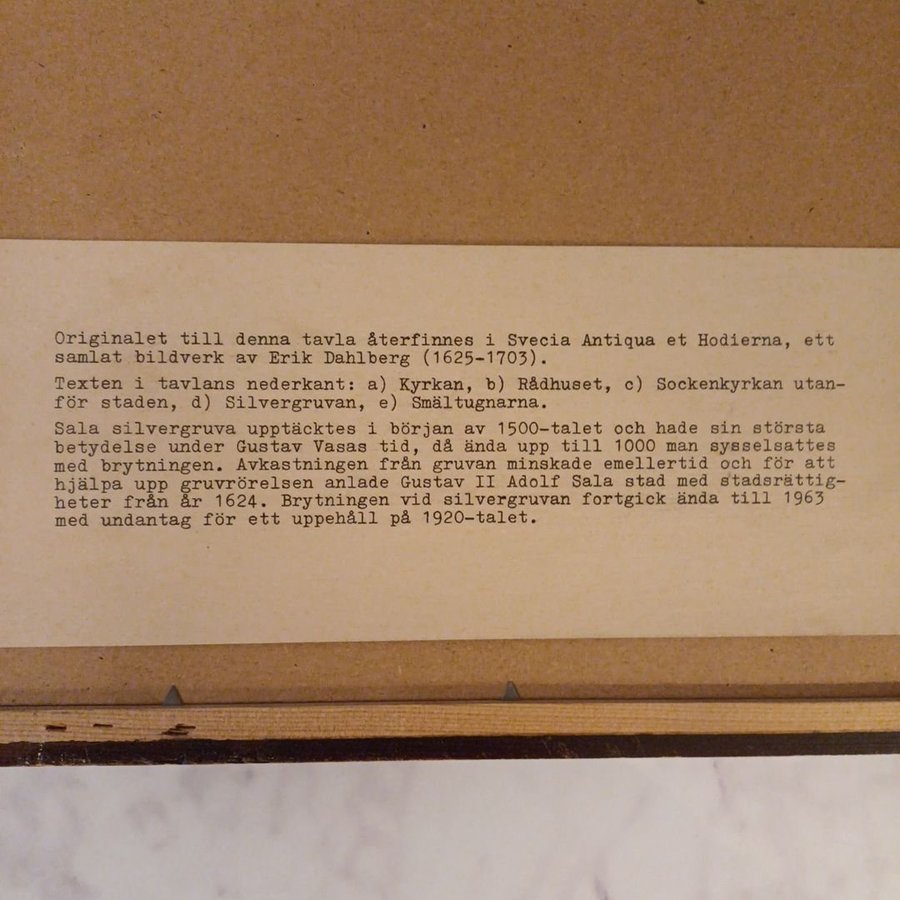 Originalet till denna tavla återfinnes i Svecia Antiqua et Hodierna, ett
samlat bildverk av Erik Dahlberg (1625-1703).
Texten i tavlans nederkant: a) Kyrkan, b) Rådhuset, c) Sockenkyrkan utan-
för staden, d) Silvergruvan, e) Smältugnarna.
Sala silvergruva upptäcktes i början av 1500-talet och hade sin största
betydelse under Gustav Vasas tid, då ända upp till 1000 man sysselsattes
med brytningen. Avkastningen från gruvan minskade emellertid och för att
hjälpa upp gruvrörelsen anlade Gustav II Adolf Sala stad med stadsrättig-
heter från år 1624. Brytningen vid silvergruvan fortgick ända till 1963
med undantag för ett uppehåll på 1920-talet.